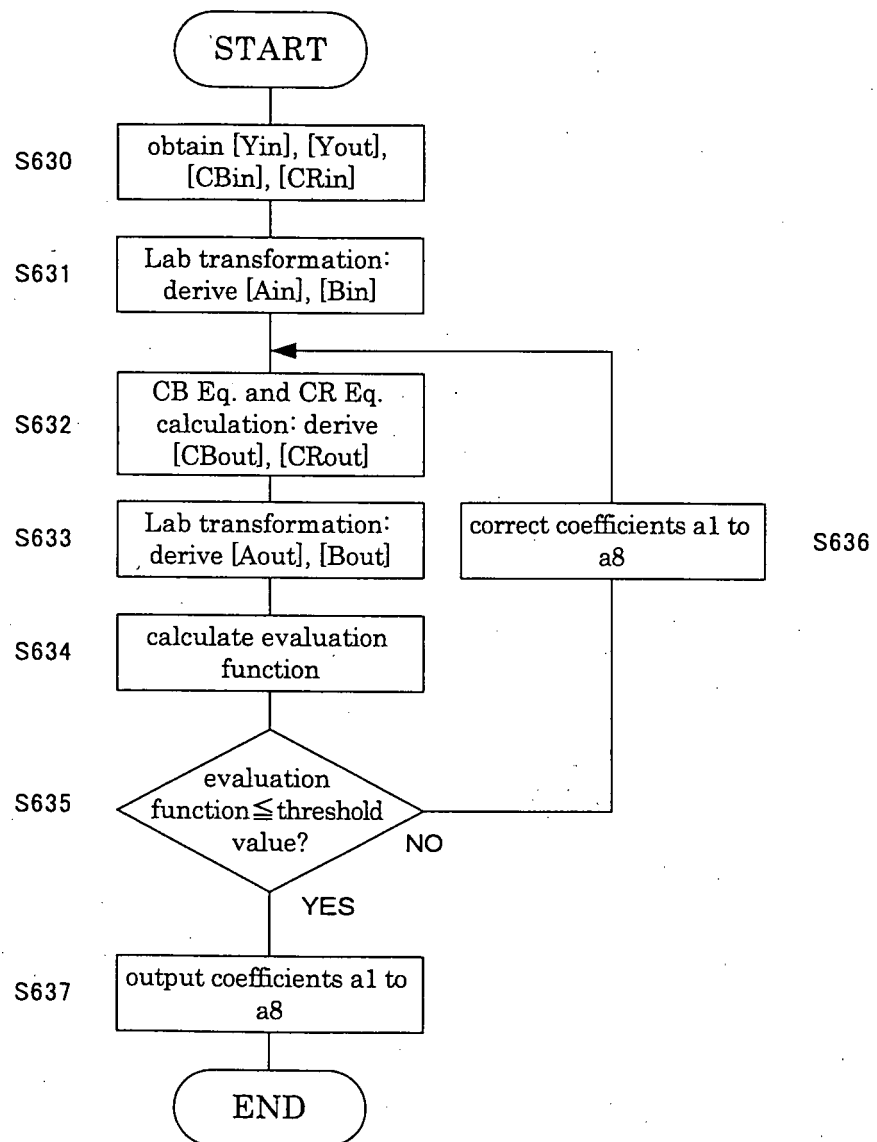 START
S630
obtain [Yin], [Yout],
[CBin], [CRin]
S631
Lab transformation:
derive [Ain], [Bin]
S632
CB Eq. and CR Eq.
calculation: derive
[CBout], [CRout]
S633
Lab transformation:
derive [Aout], [Bout]
correct coefficients a1 to
a8
S636
S634
calculate evaluation
function
S635
evaluation
function≦threshold
value?
NO
YES
S637
output coefficients a1 to
a8
END